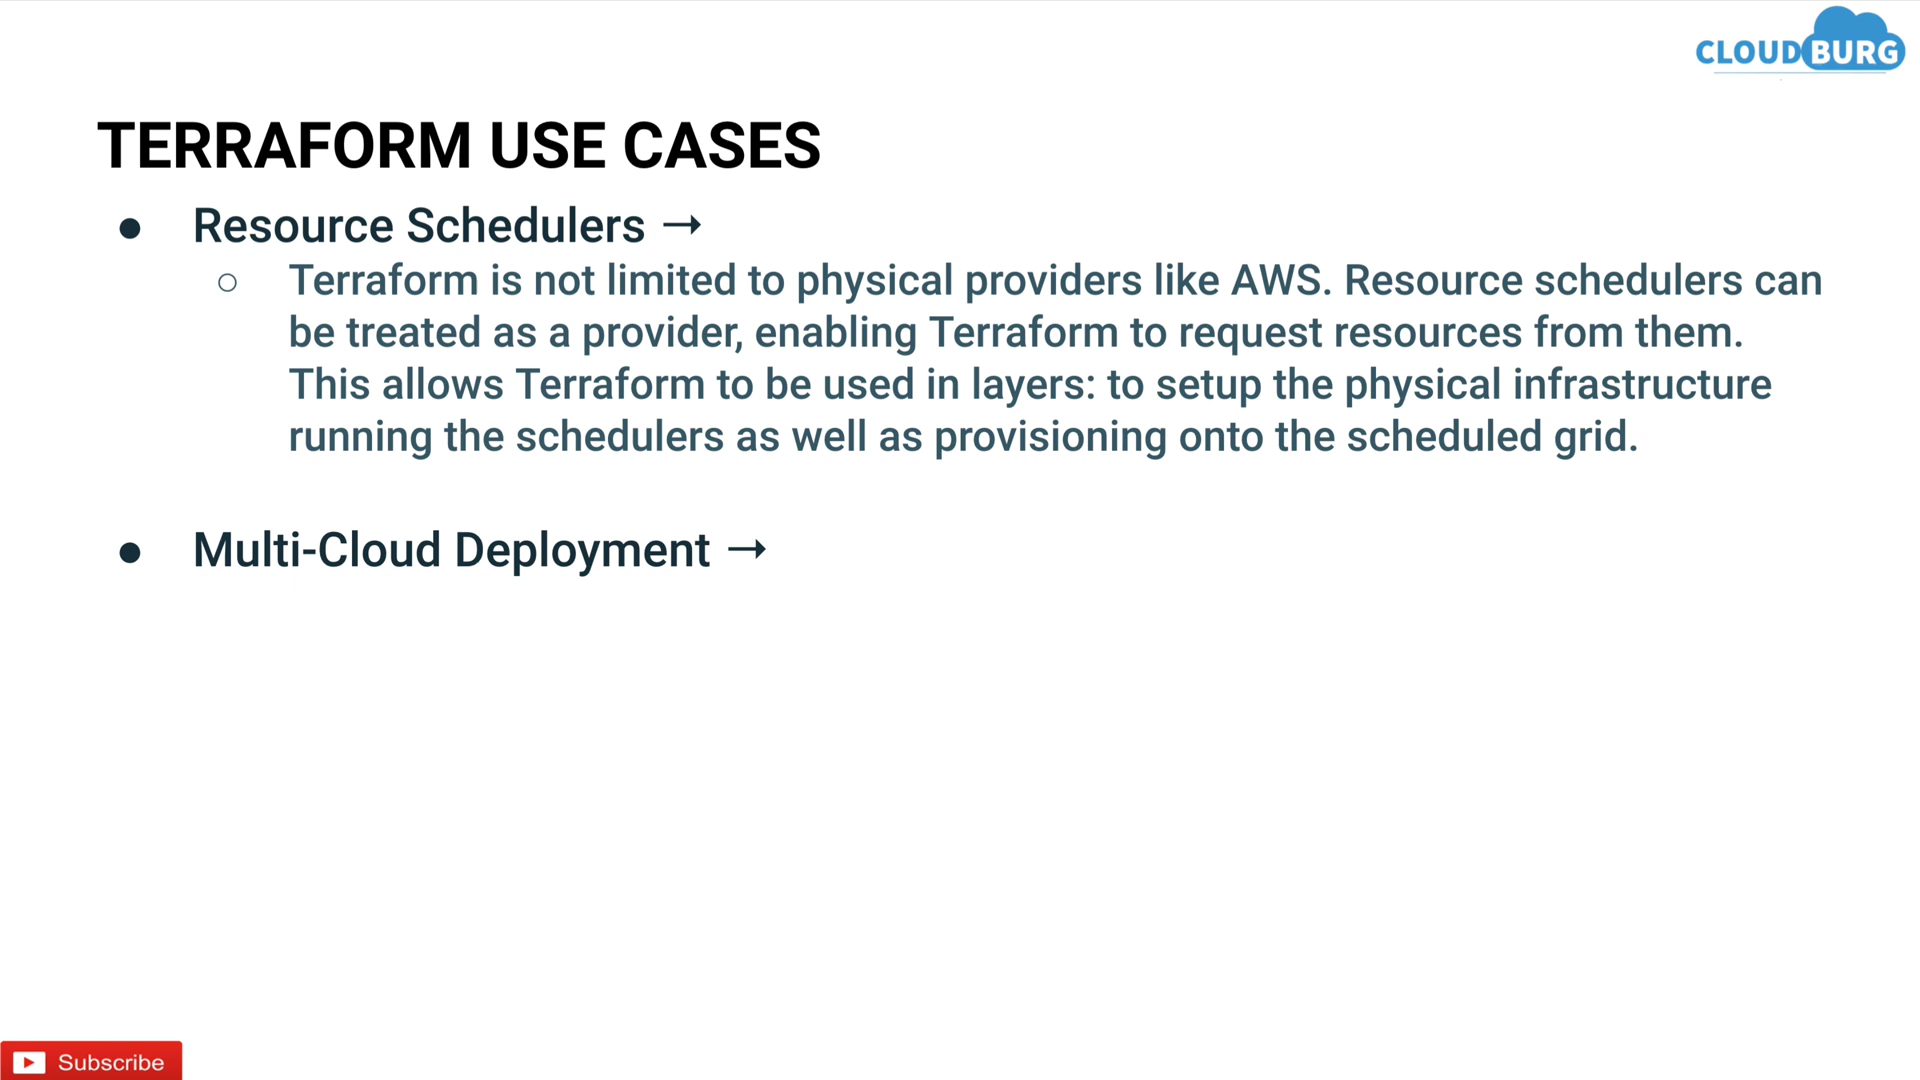 CLOUDBURG
TERRAFORM USE CASES
● Resource Schedulers →
○ Terraform is not limited to physical providers like AWS. Resource schedulers can
be treated as a provider, enabling Terraform to request resources from them.
This allows Terraform to be used in layers: to setup the physical infrastructure
running the schedulers as well as provisioning onto the scheduled grid.
● Multi-Cloud Deployment →
Subscribe